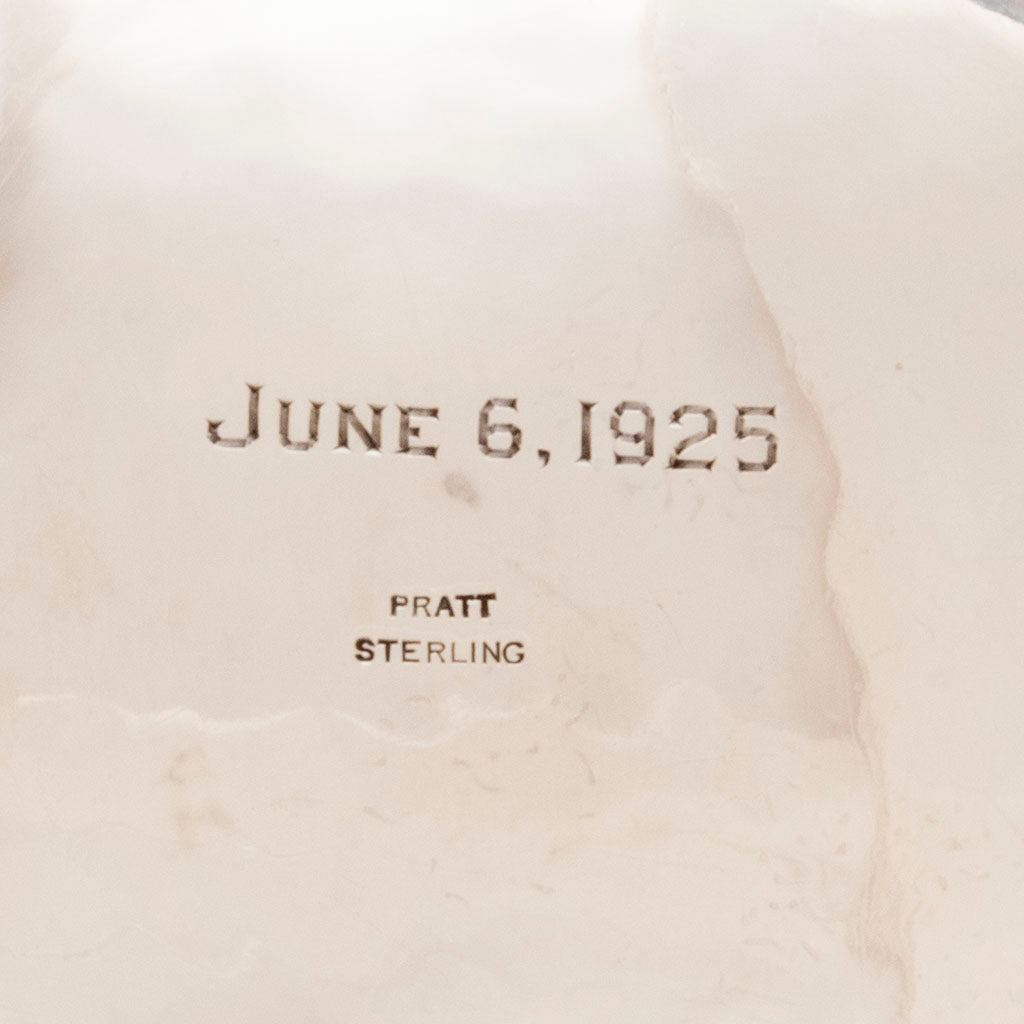 JUNE 6, 1925
PRATT
STERLING